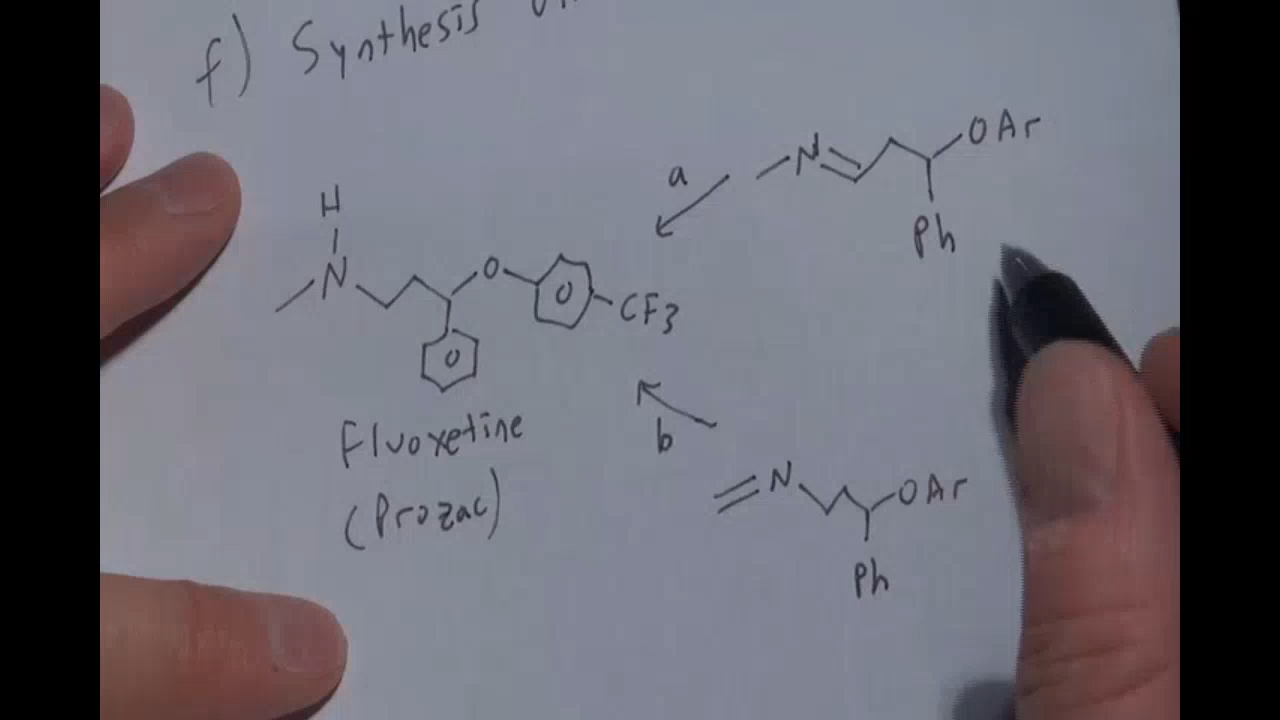 f) Synthesis
OAr
N
a
Ph
H
N
O
CF3
b
N
OAr
Fluoxetine
(Prozac)
Ph